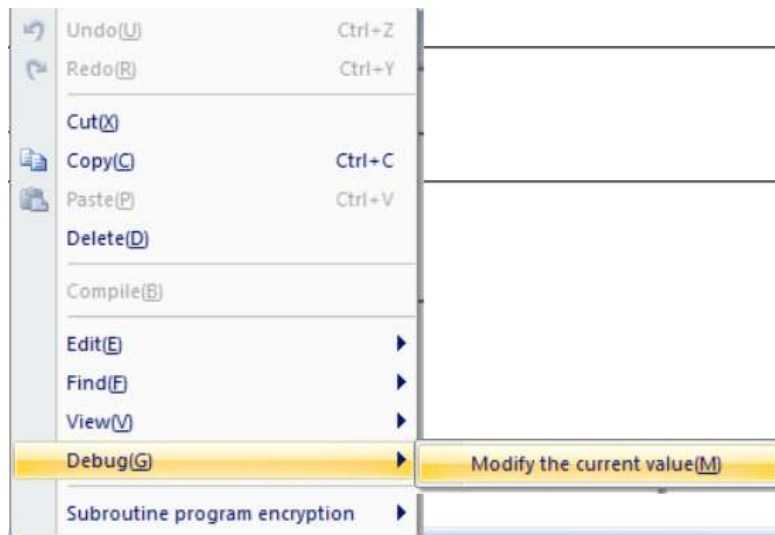 Undo(U) Ctrl+Z
Redo(R) Ctrl+Y
Cut(X)
Copy(C) Ctrl+C
Paste(P) Ctrl+V
Delete(D)
Compile(B)
Edit(E)
Find(F)
View(V)
Debug(G) Modify the current value(M)
Subroutine program encryption